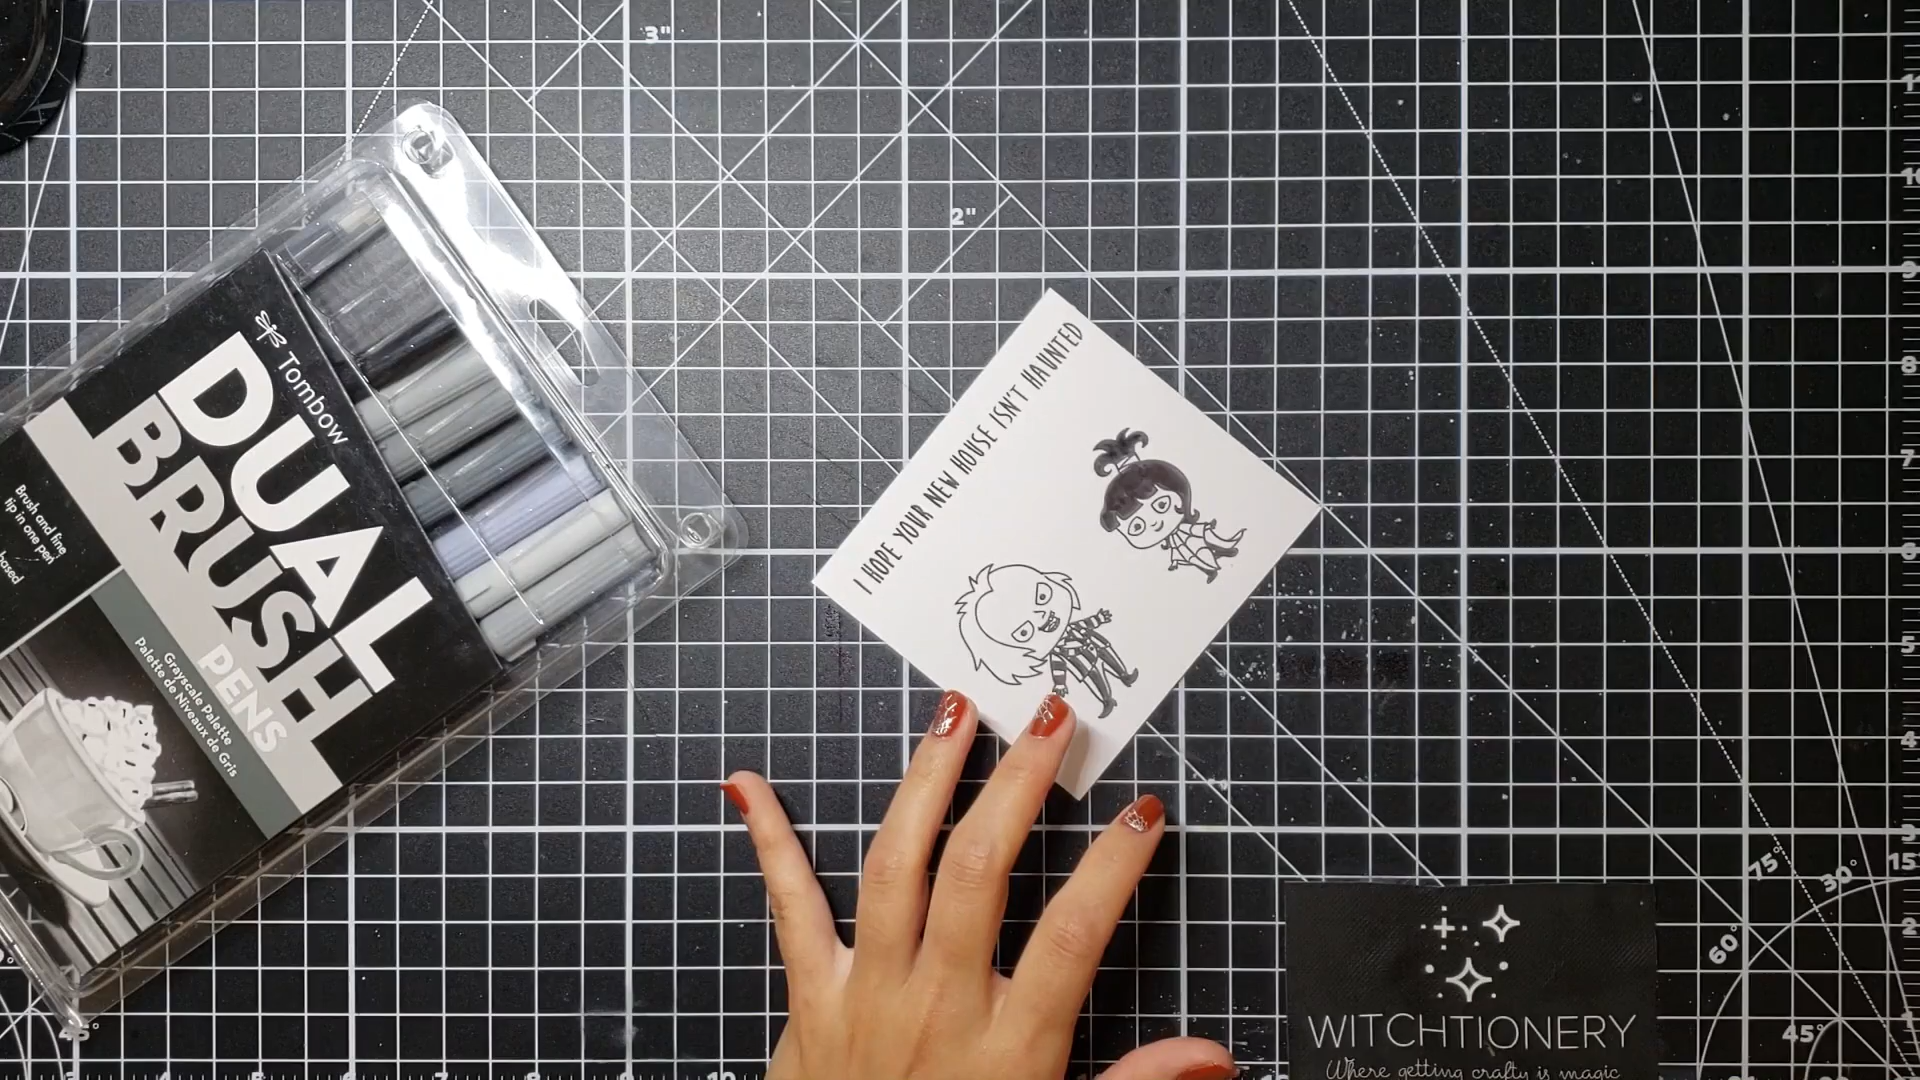 Tombow
DUAL
BRUSH
PENS
Brush and fine
tip in one pen
based
Grayscale Palette
Palette de Niveaux de Gris
I HOPE YOUR NEW HOUSE ISN'T HAUNTED
WITCHTIONERY
Where getting crafty is magic
3"
2"
10
9
8
7
6
5
4
3
2
15
75°
30°
60°
45°
45°